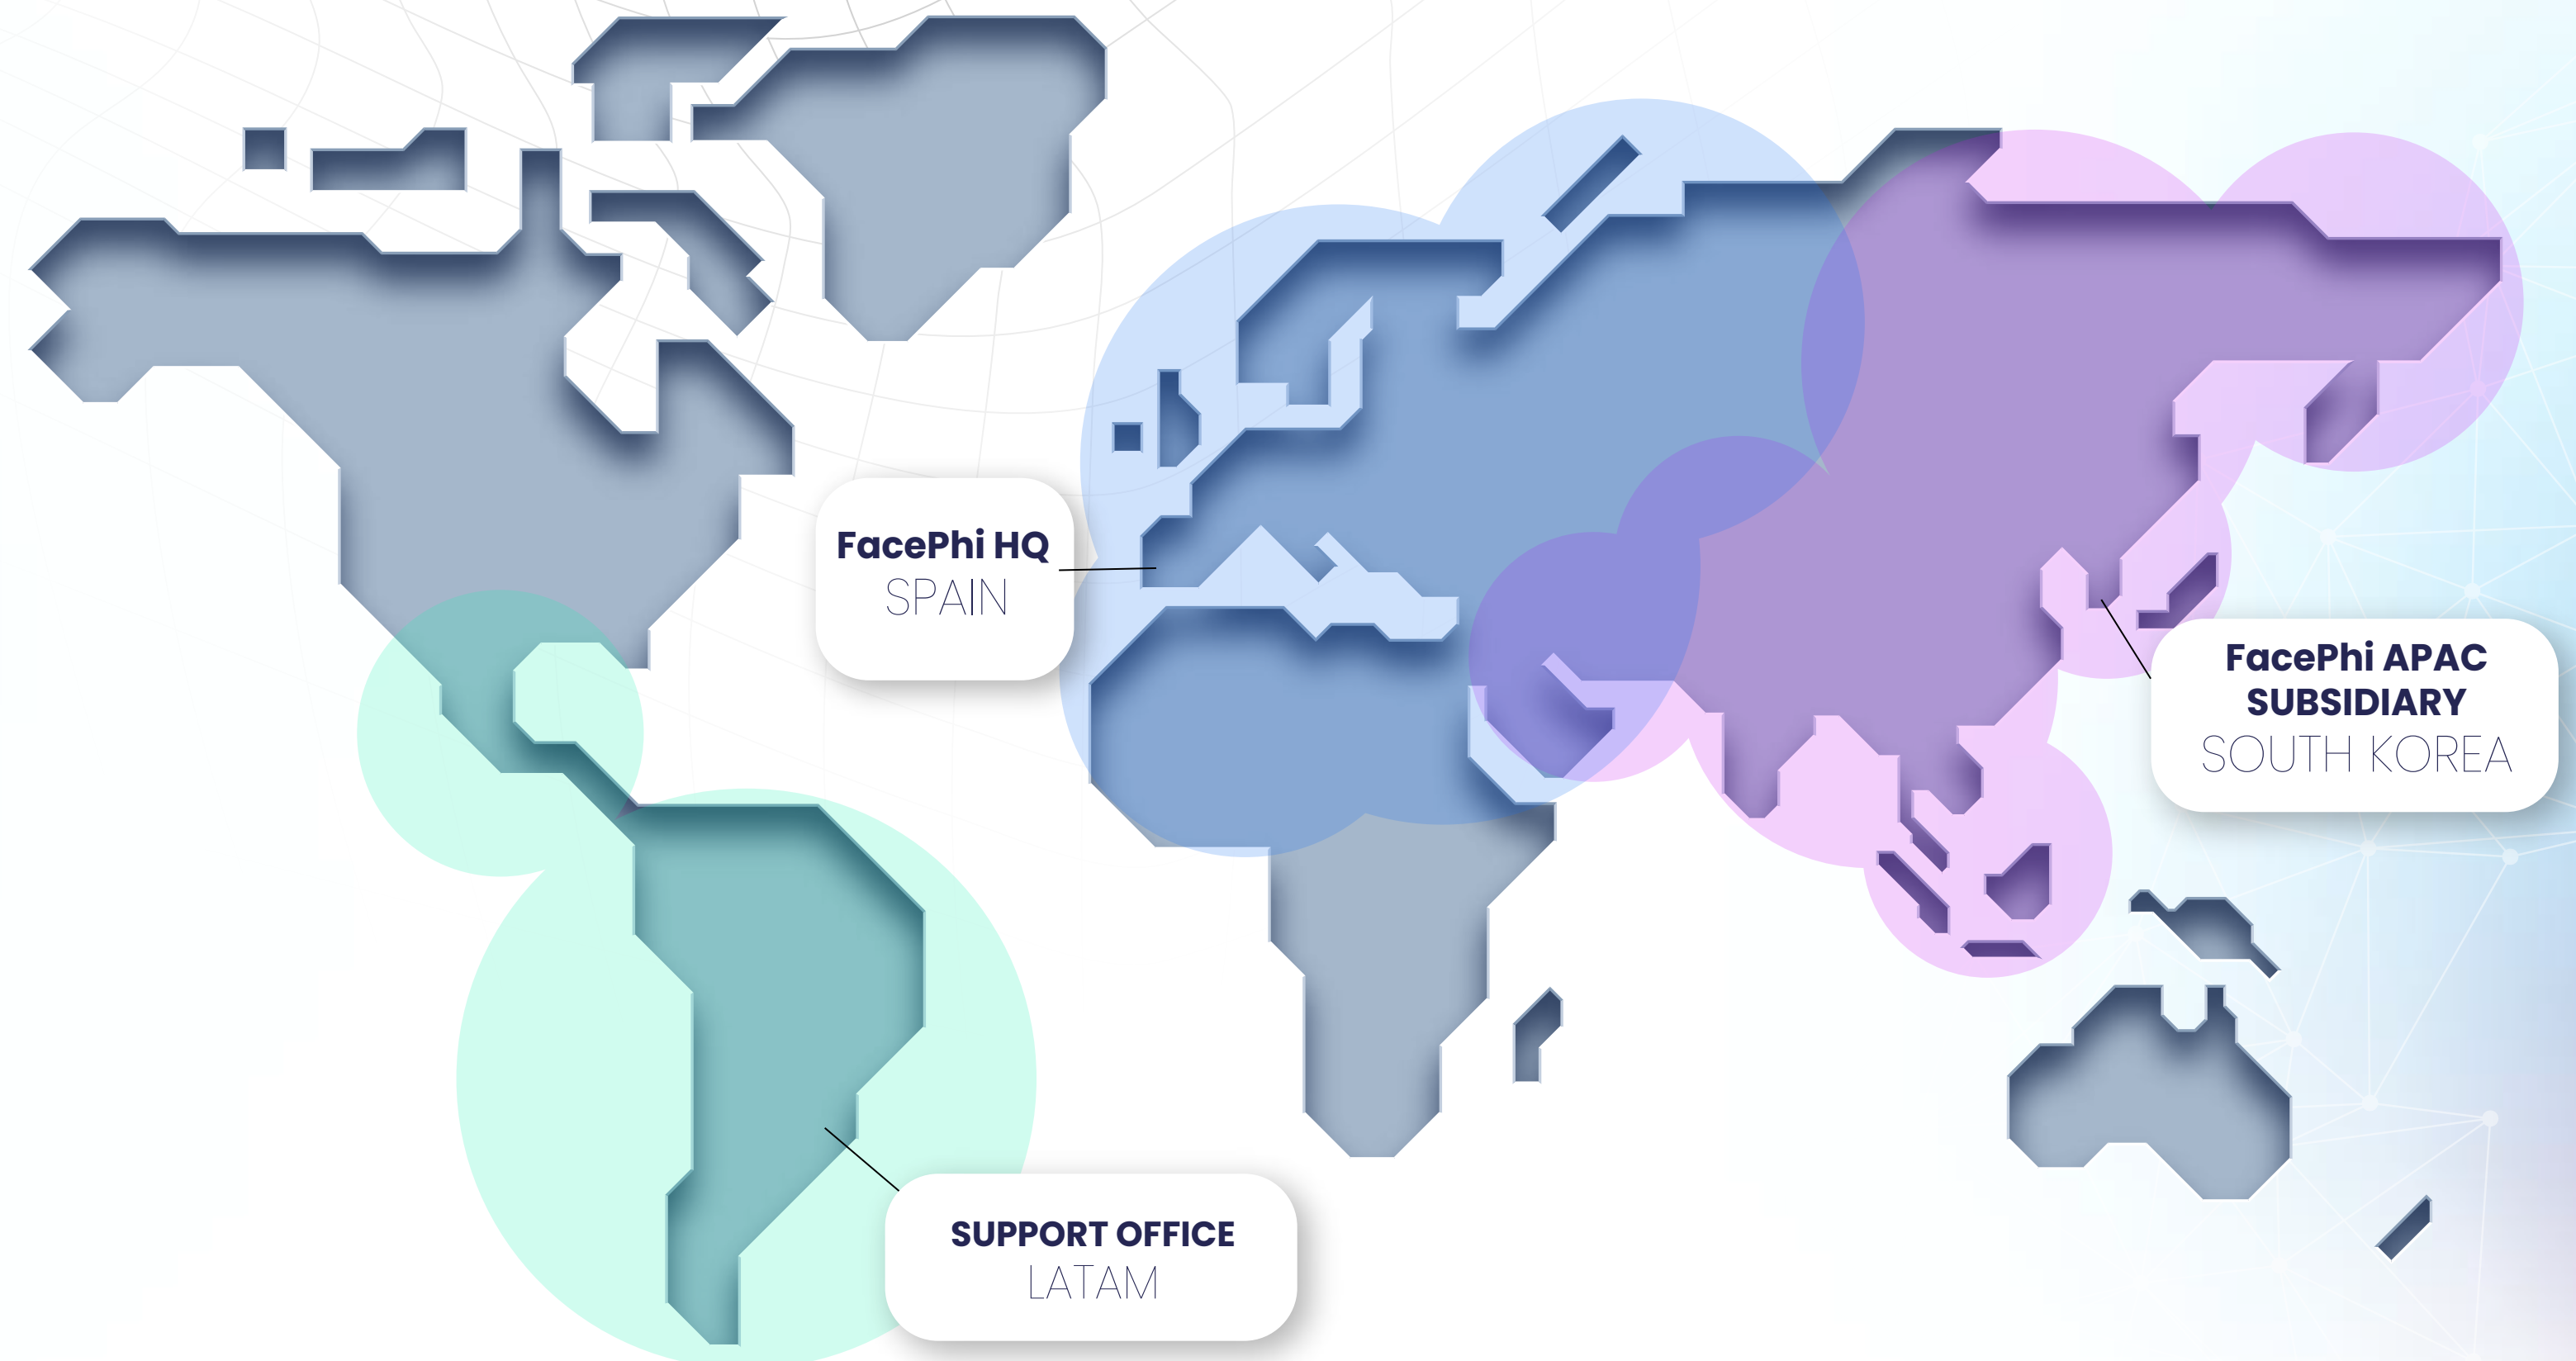 FacePhi HQ
SPAIN
FacePhi APAC
SUBSIDIARY
SOUTH KOREA
SUPPORT OFFICE
LATAM